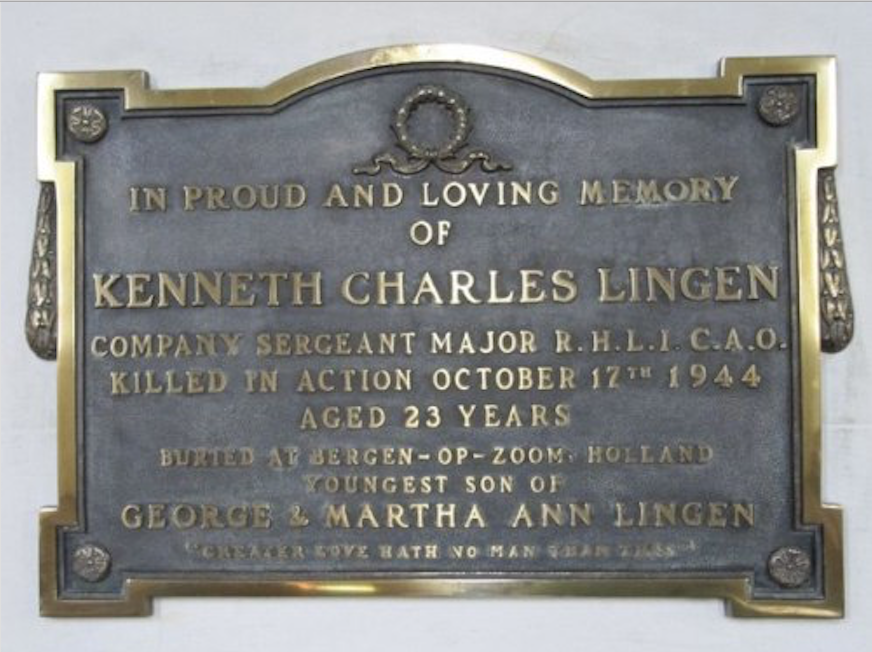 IN PROUD AND LOVING MEMORY
OF
KENNETH CHARLES LINGEN
COMPANY SERGEANT MAJOR R.H.L.I. C.A.O.
KILLED IN ACTION OCTOBER 17TH 1944
AGED 23 YEARS
BURIED AT BERGEN-OP-ZOOM, HOLLAND
YOUNGEST SON OF
GEORGE & MARTHA ANN LINGEN
"GREATER LOVE HATH NO MAN THAN THIS"